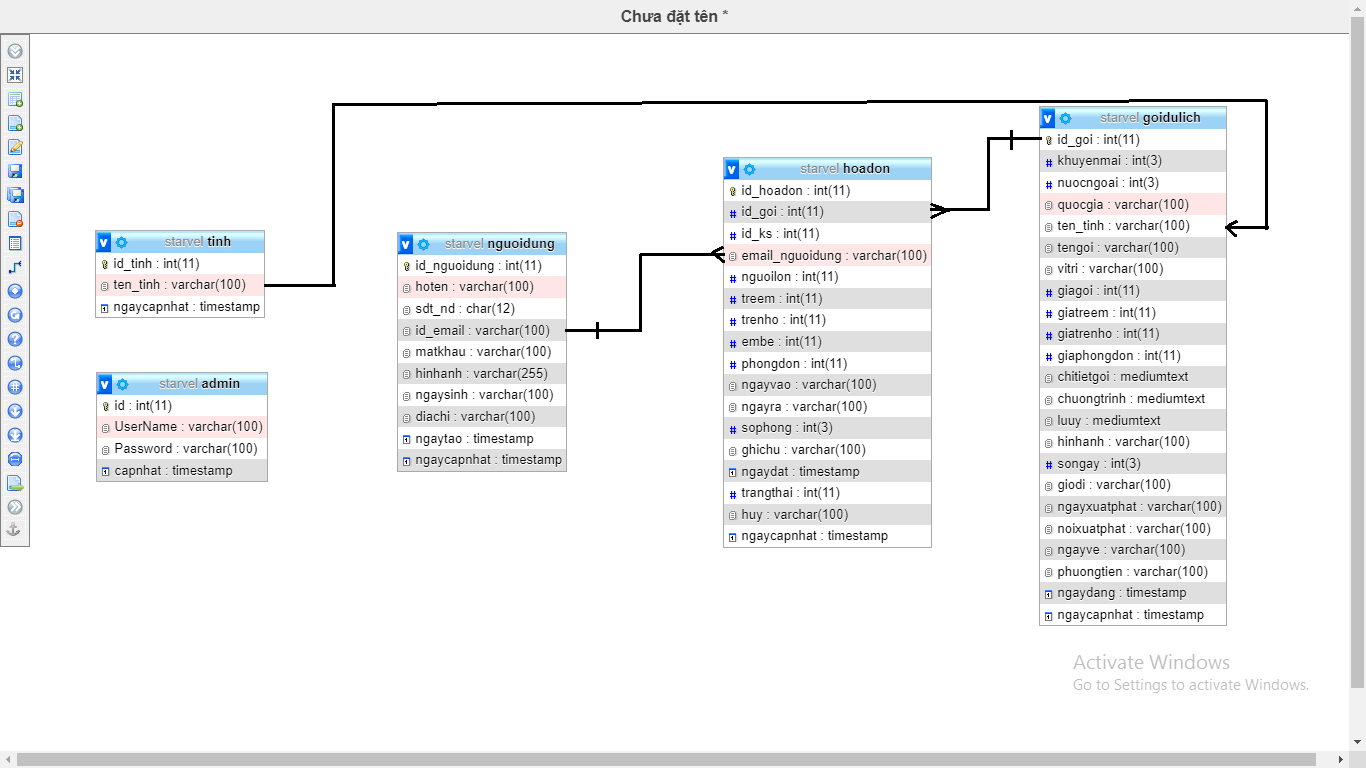 Chưa đặt tên *
v starvel tinh
id_tinh : int(11)
ten_tinh : varchar(100)
ngaycapnhat : timestamp
v starvel admin
id : int(11)
UserName : varchar(100)
Password : varchar(100)
capnhat : timestamp
v starvel nguoidung
id_nguoidung : int(11)
hoten : varchar(100)
sdt_nd : char(12)
id_email : varchar(100)
matkhau : varchar(100)
hinhanh : varchar(255)
ngaysinh : varchar(100)
diachi : varchar(100)
ngaytao : timestamp
ngaycapnhat : timestamp
v starvel hoadon
id_hoadon : int(11)
# id_goi : int(11)
# id_ks : int(11)
email_nguoidung : varchar(100)
# nguoilon : int(11)
# treem : int(11)
# trenho : int(11)
# embe : int(11)
# phongdon : int(11)
ngayvao : varchar(100)
ngayra : varchar(100)
# sophong : int(3)
ghichu : varchar(100)
ngaydat : timestamp
# trangthai : int(11)
huy : varchar(100)
ngaycapnhat : timestamp
v starvel goidulich
id_goi : int(11)
# khuyenmai : int(3)
# nuocngoai : int(3)
quocgia : varchar(100)
ten_tinh : varchar(100)
tengoi : varchar(100)
vitri : varchar(100)
# giagoi : int(11)
# giatreem : int(11)
# giatrenho : int(11)
# giaphongdon : int(11)
chitietgoi : mediumtext
chuongtrinh : mediumtext
luuy : mediumtext
hinhanh : varchar(100)
# songay : int(3)
giodi : varchar(100)
ngayxuatphat : varchar(100)
noixuatphat : varchar(100)
ngayve : varchar(100)
phuongtien : varchar(100)
ngaydang : timestamp
ngaycapnhat : timestamp
Activate Windows
Go to Settings to activate Windows.